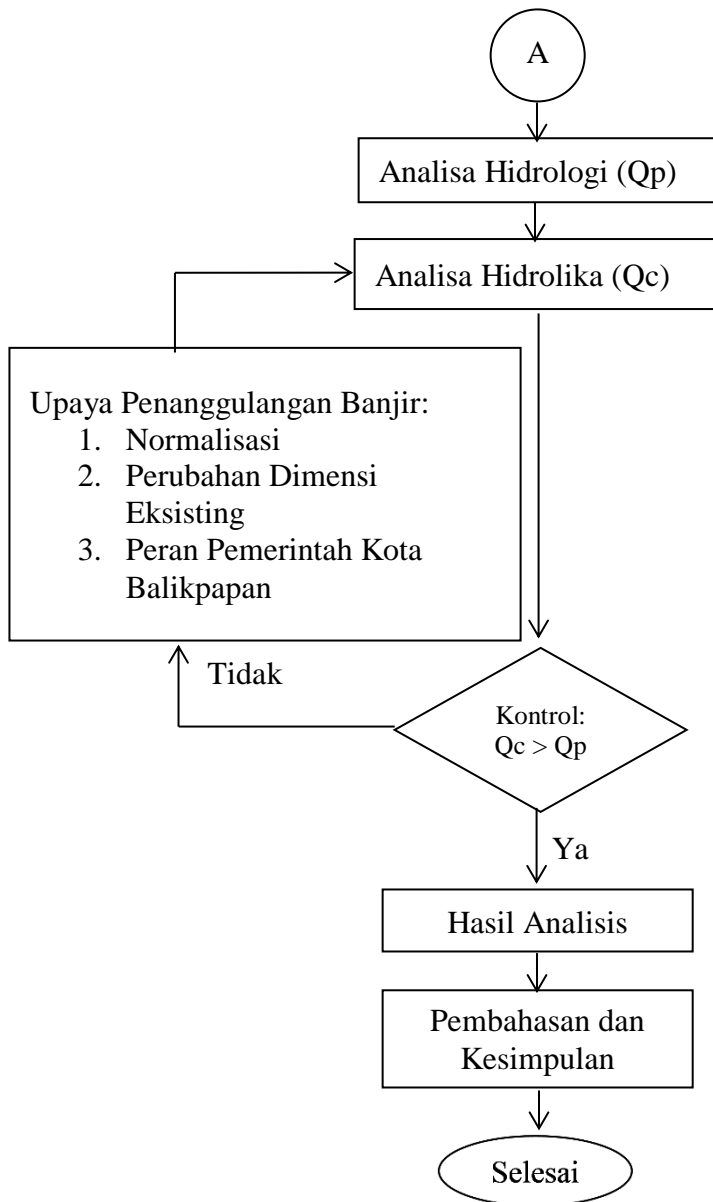 A
Analisa Hidrologi (Qp)
Analisa Hidrolika (Qc)
Upaya Penanggulangan Banjir:
1. Normalisasi
2. Perubahan Dimensi
Eksisting
3. Peran Pemerintah Kota
Balikpapan
Tidak
Kontrol:
Qc > Qp
Ya
Hasil Analisis
Pembahasan dan
Kesimpulan
Selesai